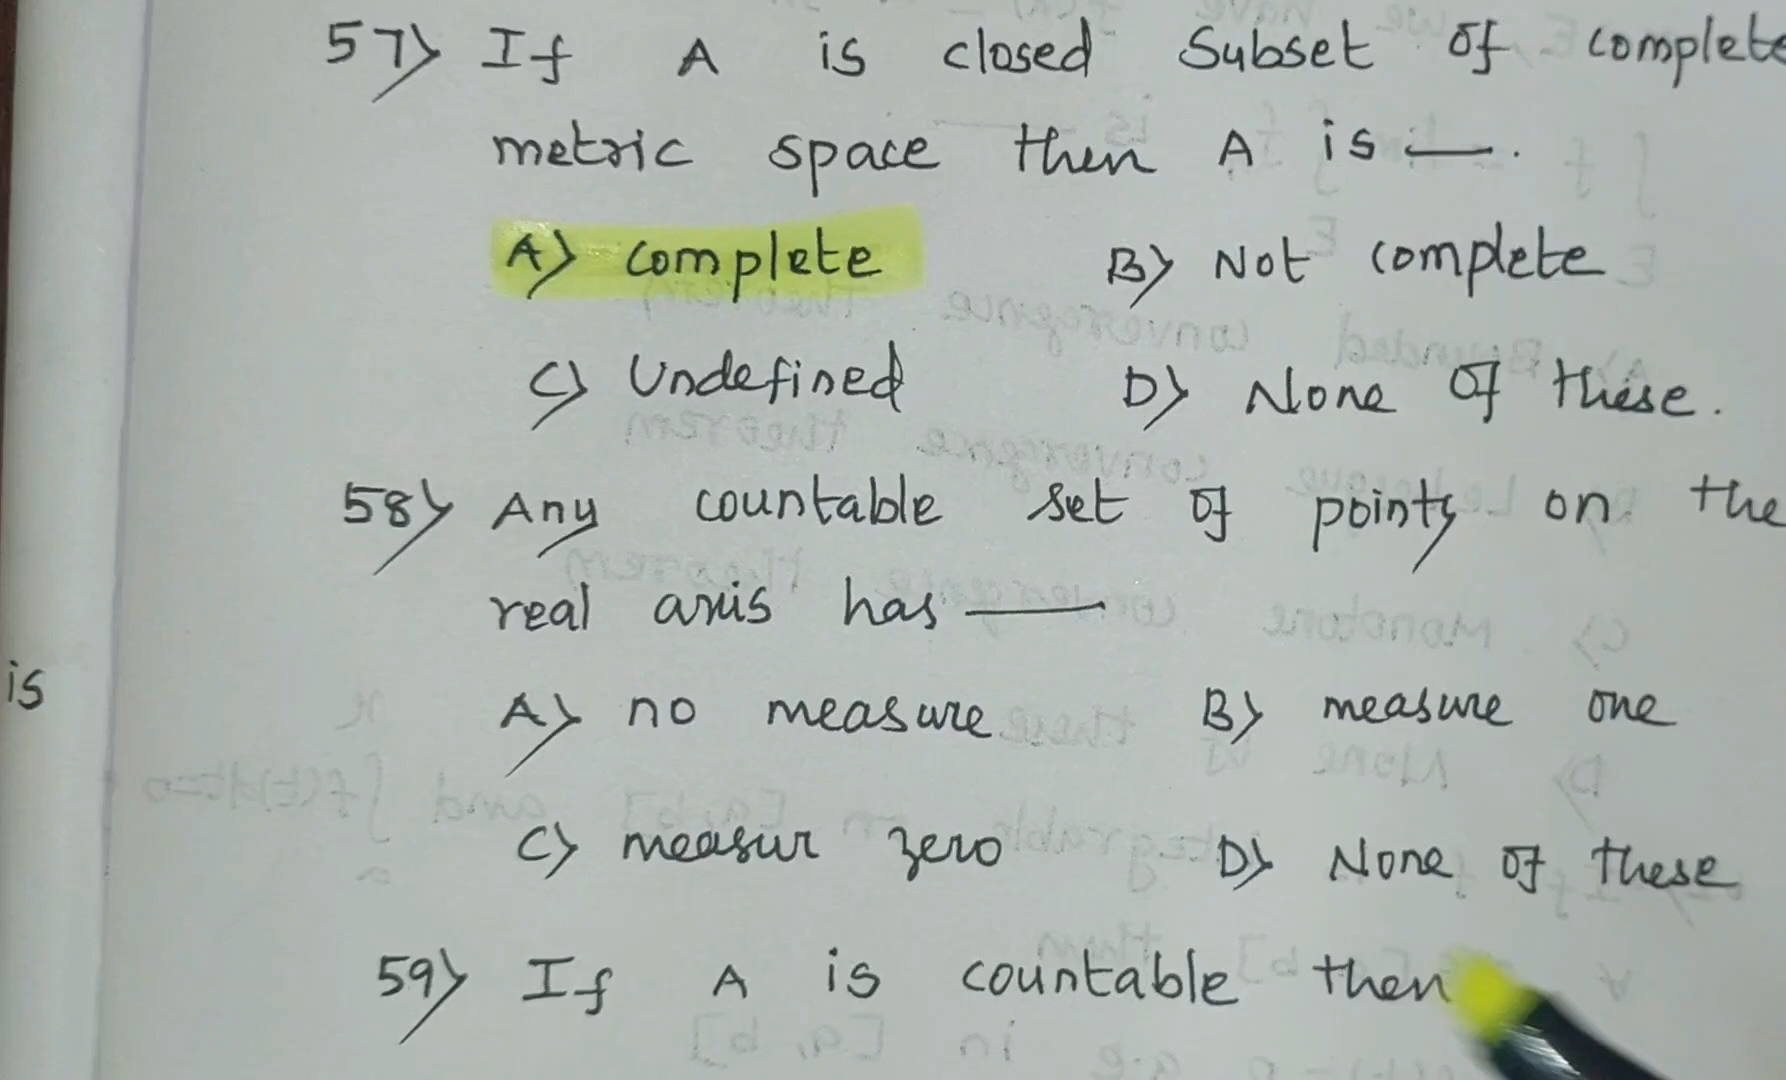 57) If A is closed Subset of complete
metric space then A is —.
A) complete B) Not complete
C) Undefined D) None of these.
58) Any countable set of points on the
real axis has —
is
A) no measure B) measure one
C) measur zero D) None of these
59) If A is countable then